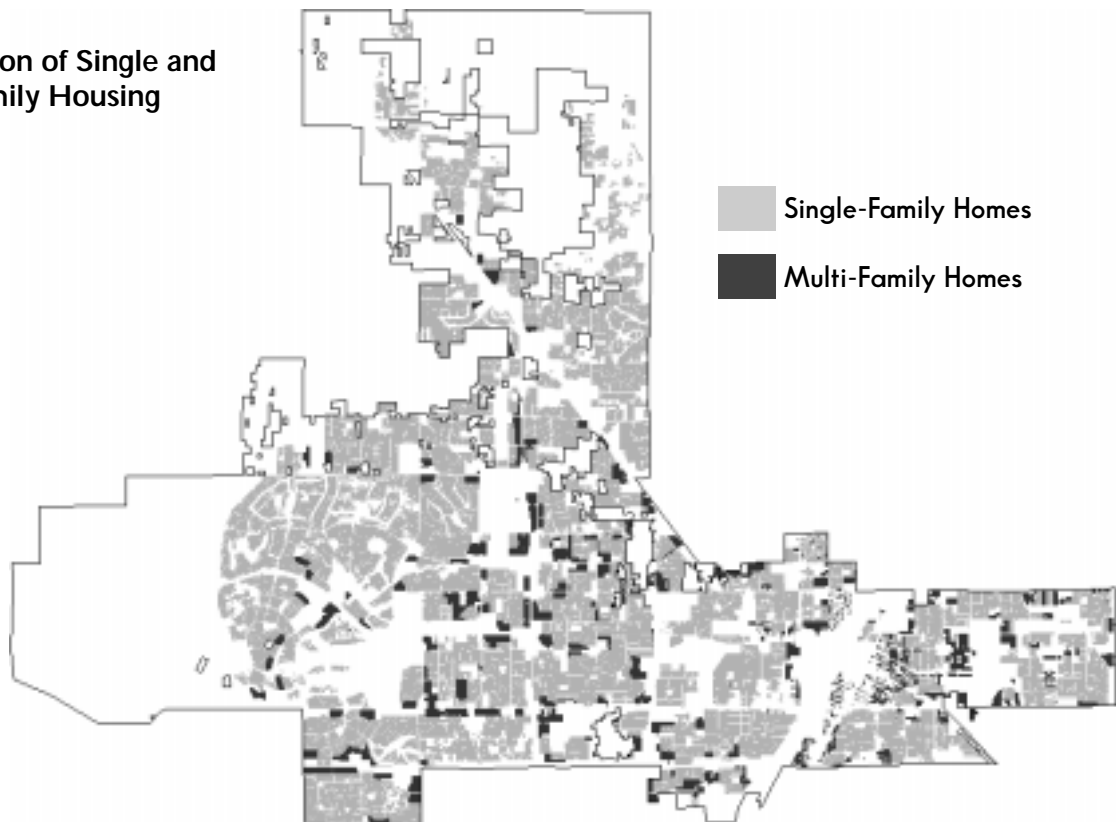 on of Single and
nily Housing
Single-Family Homes
Multi-Family Homes